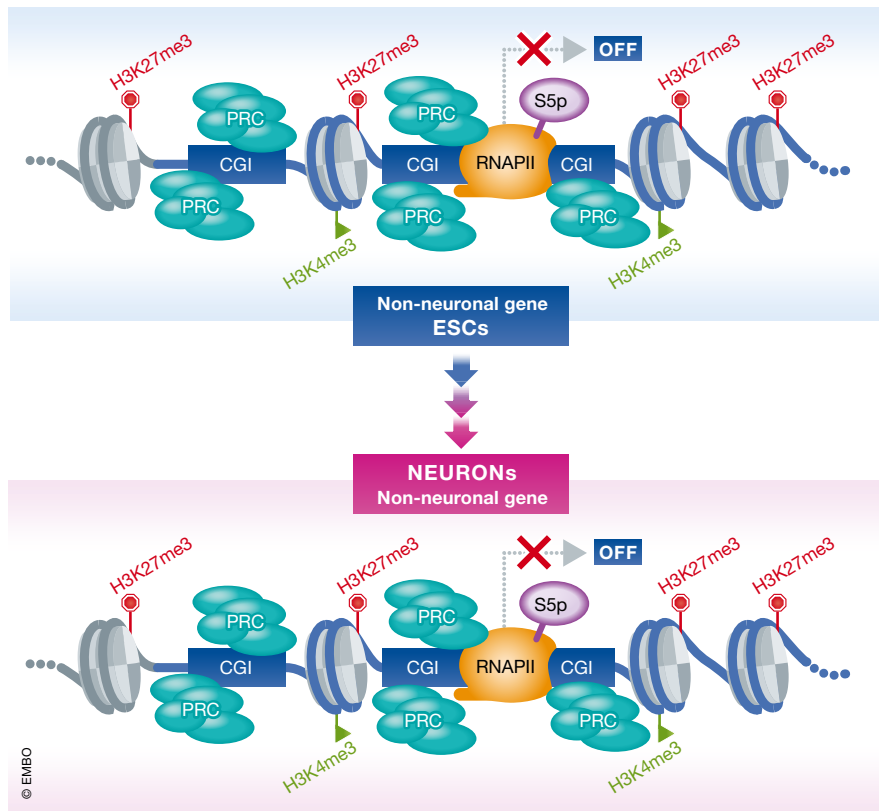 H3K27me3
H3K27me3
OFF
H3K27me3
H3K27me3
PRC
PRC
S5p
CGI
CGI
RNAPII
CGI
PRC
PRC
PRC
H3K4me3
H3K4me3
Non-neuronal gene
ESCs
NEURONs
Non-neuronal gene
H3K27me3
H3K27me3
OFF
H3K27me3
H3K27me3
PRC
PRC
S5p
CGI
CGI
RNAPII
CGI
PRC
PRC
PRC
H3K4me3
H3K4me3
© EMBO